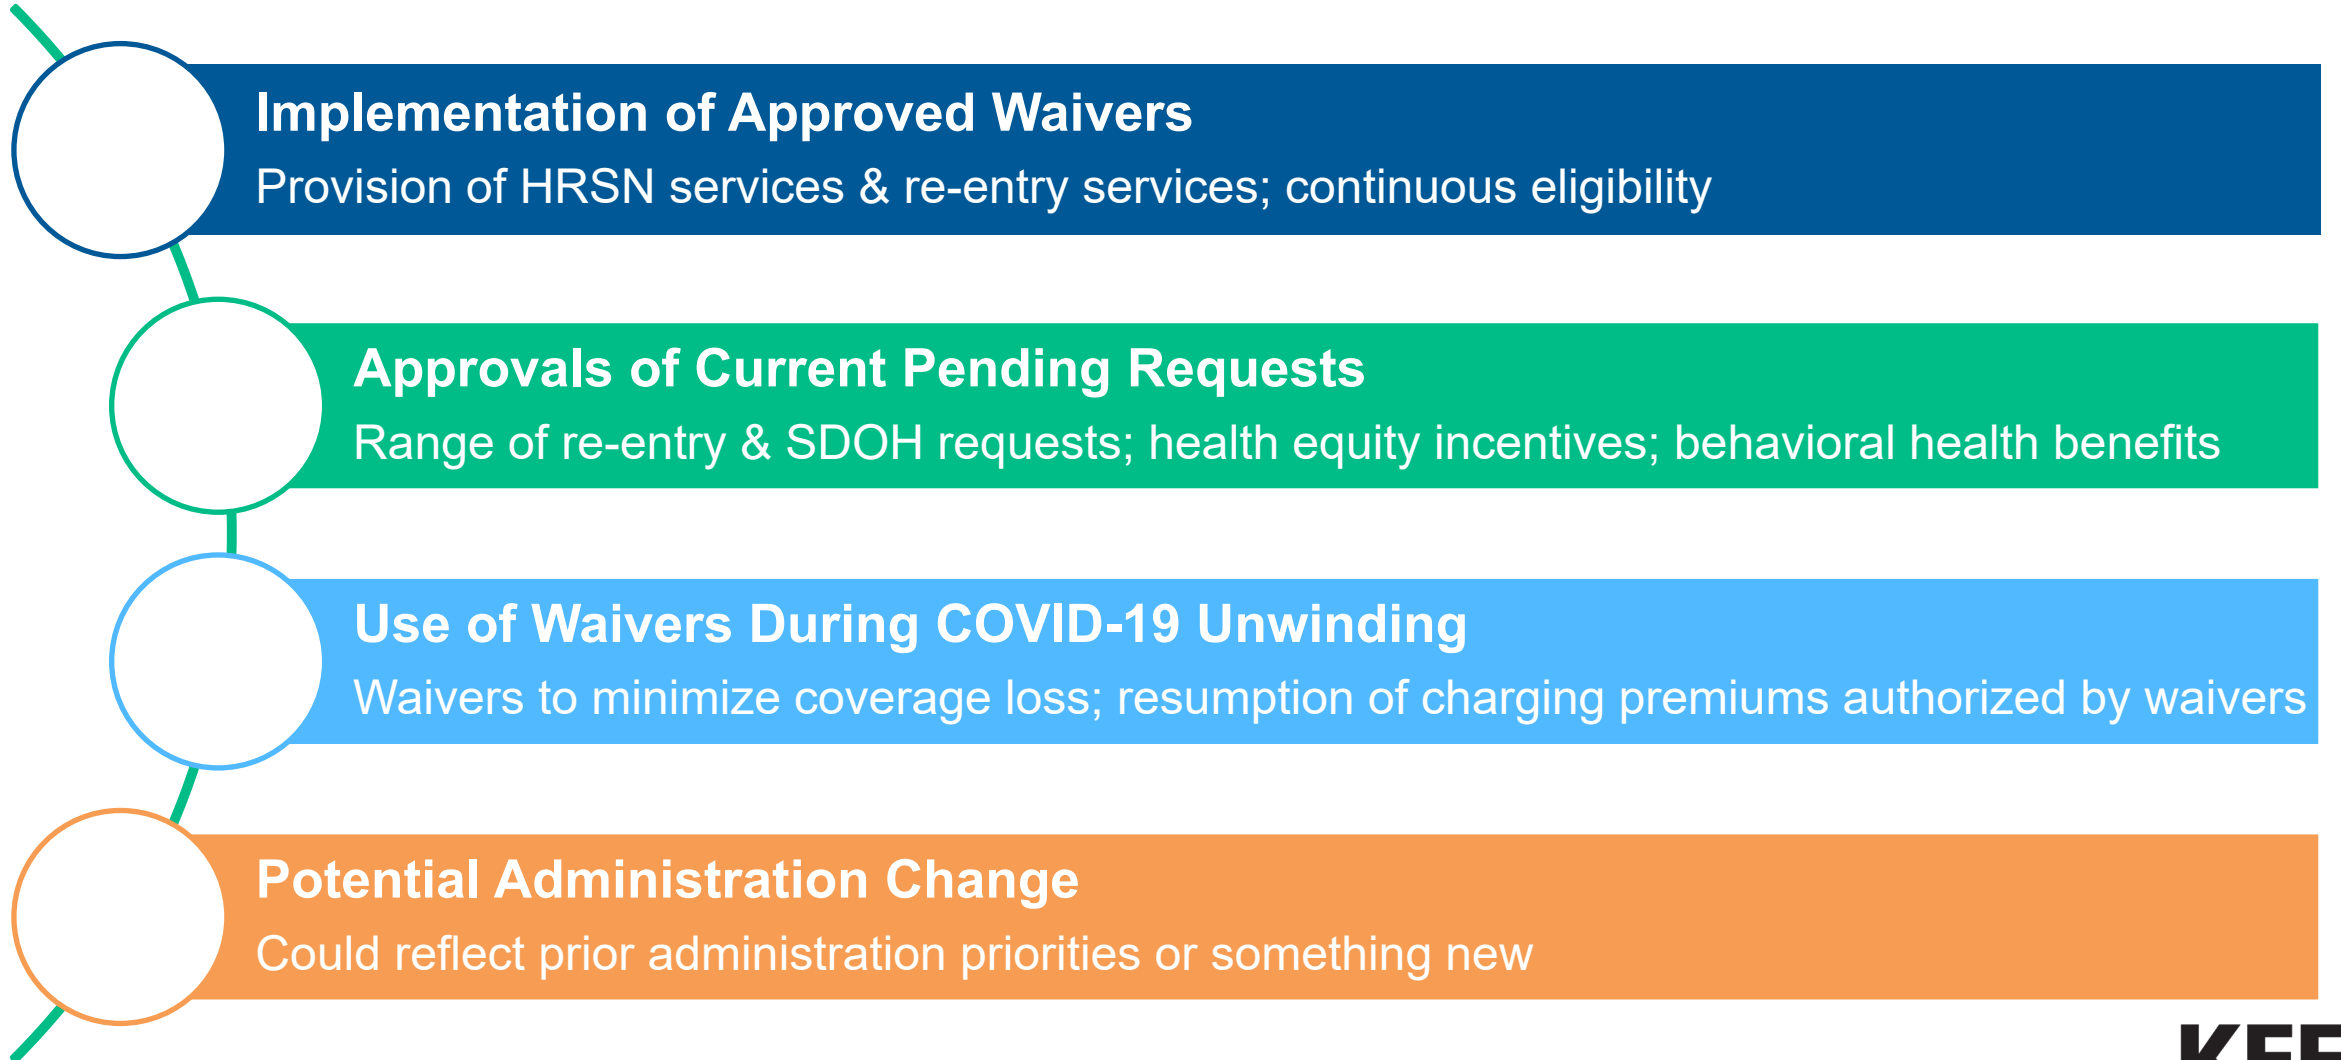 Implementation of Approved Waivers
Provision of HRSN services & re-entry services; continuous eligibility
Approvals of Current Pending Requests
Range of re-entry & SDOH requests; health equity incentives; behavioral health benefits
Use of Waivers During COVID-19 Unwinding
Waivers to minimize coverage loss; resumption of charging premiums authorized by waivers
Potential Administration Change
Could reflect prior administration priorities or something new
KFF